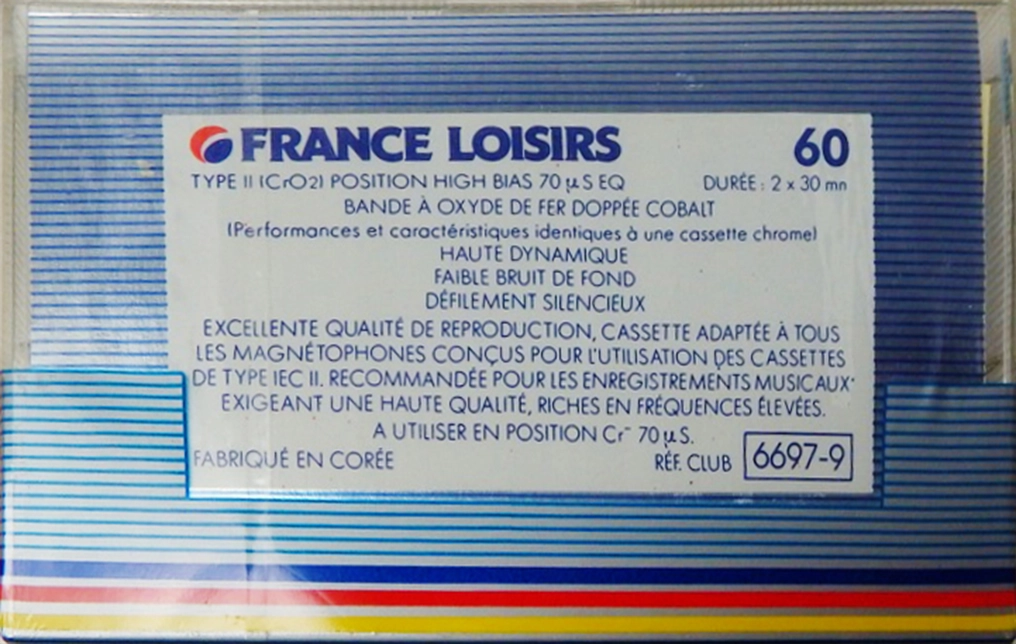 FRANCE LOISIRS 60
TYPE II (CrO2) POSITION HIGH BIAS 70 µS EQ DURÉE : 2 x 30 mn
BANDE À OXYDE DE FER DOPPÉE COBALT
(Performances et caractéristiques identiques à une cassette chrome)
HAUTE DYNAMIQUE
FAIBLE BRUIT DE FOND
DÉFILEMENT SILENCIEUX
EXCELLENTE QUALITÉ DE REPRODUCTION, CASSETTE ADAPTÉE À TOUS
LES MAGNÉTOPHONES CONÇUS POUR L'UTILISATION DES CASSETTES
DE TYPE IEC II. RECOMMANDÉE POUR LES ENREGISTREMENTS MUSICAUX
EXIGEANT UNE HAUTE QUALITÉ, RICHES EN FRÉQUENCES ÉLEVÉES.
A UTILISER EN POSITION Cr⁻ 70 µS.
FABRIQUÉ EN CORÉE RÉF. CLUB 6697-9